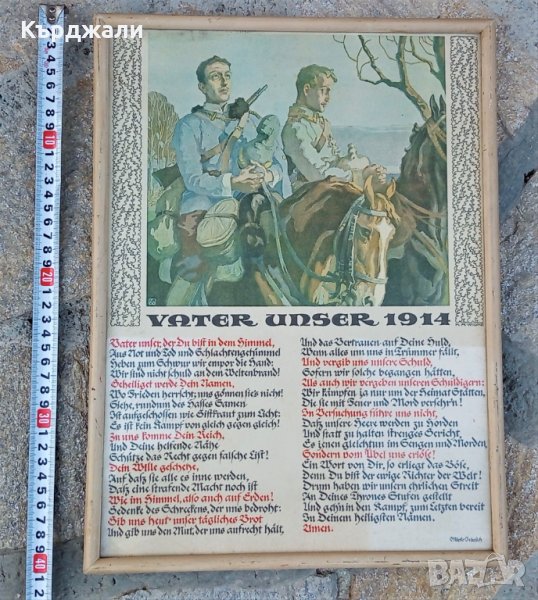 Кърджали
VATER UNSER 1914
Vater unser, der Du bist in dem Himmel,
Aus Not und Tod und Schlachtengetümmel
Heben zum Schwur wir empor die Hand:
Wir sind nicht schuld an dem Weltenbrand!
Geheiliget werde Dein Namen,
Wo Frieden herrscht, uns gönnen sie's nicht!
Siehe, rundum des Hasses Samen
Ist aufgeschossen wie Giftkraut zum Licht:
Es ist kein Kampf von gleich gegen gleich!
Zu uns komme Dein Reich,
Und Deine helfende Nähe
Schütze das Recht gegen falsche List!
Dein Wille geschehe,
Auf daß sie alle es inne werden,
Daß eine strafende Macht noch ist
Wie im Himmel, also auch auf Erden!
Gedenke des Schreckens, der uns bedroht:
Gib uns heut' unser tägliches Brot
Und gib uns den Mut, der uns aufrecht hält,
Und das Vertrauen auf Deine Huld,
Wenn alles um uns in Trümmer fällt,
Und vergib uns unsere Schuld,
Sofern wir solche begangen hätten,
Als auch wir vergeben unseren Schuldigern:
Wir kämpfen ja nur um der Heimat Stätten,
Die sie mit Feuer und Mord versehr'n!
In Versuchung führe uns nicht,
Daß unsere Heere werden zu Horden
Und statt zu halten strenges Gericht
Es jenen gleichtun im Sengen und Morden,
Sondern vom Übel uns erlöse!
Ein Wort von Dir, so erliegt das Böse,
Denn Du bist der ewige Richter der Welt!
Drum haben wir unsern ehrlichen Streit
An Deines Thrones Stufen gestellt
Und gehn in den Kampf, zum Letzten bereit
Zu Deinem heiligsten Namen.
Amen.
BAZAR